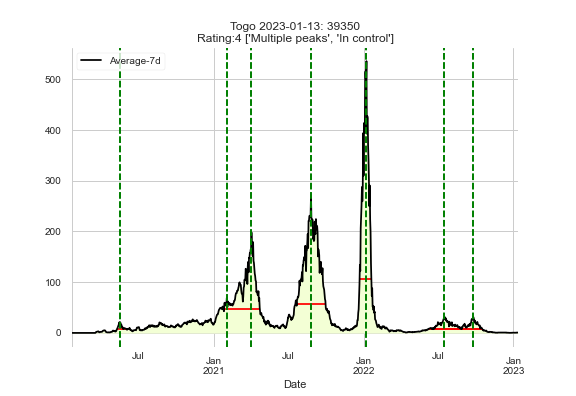 Togo 2023-01-13: 39350
Rating:4 ['Multiple peaks', 'In control']
Average-7d
500
400
300
200
100
0
Jul Jan Jul Jan Jul Jan
2021 2022 2023
Date